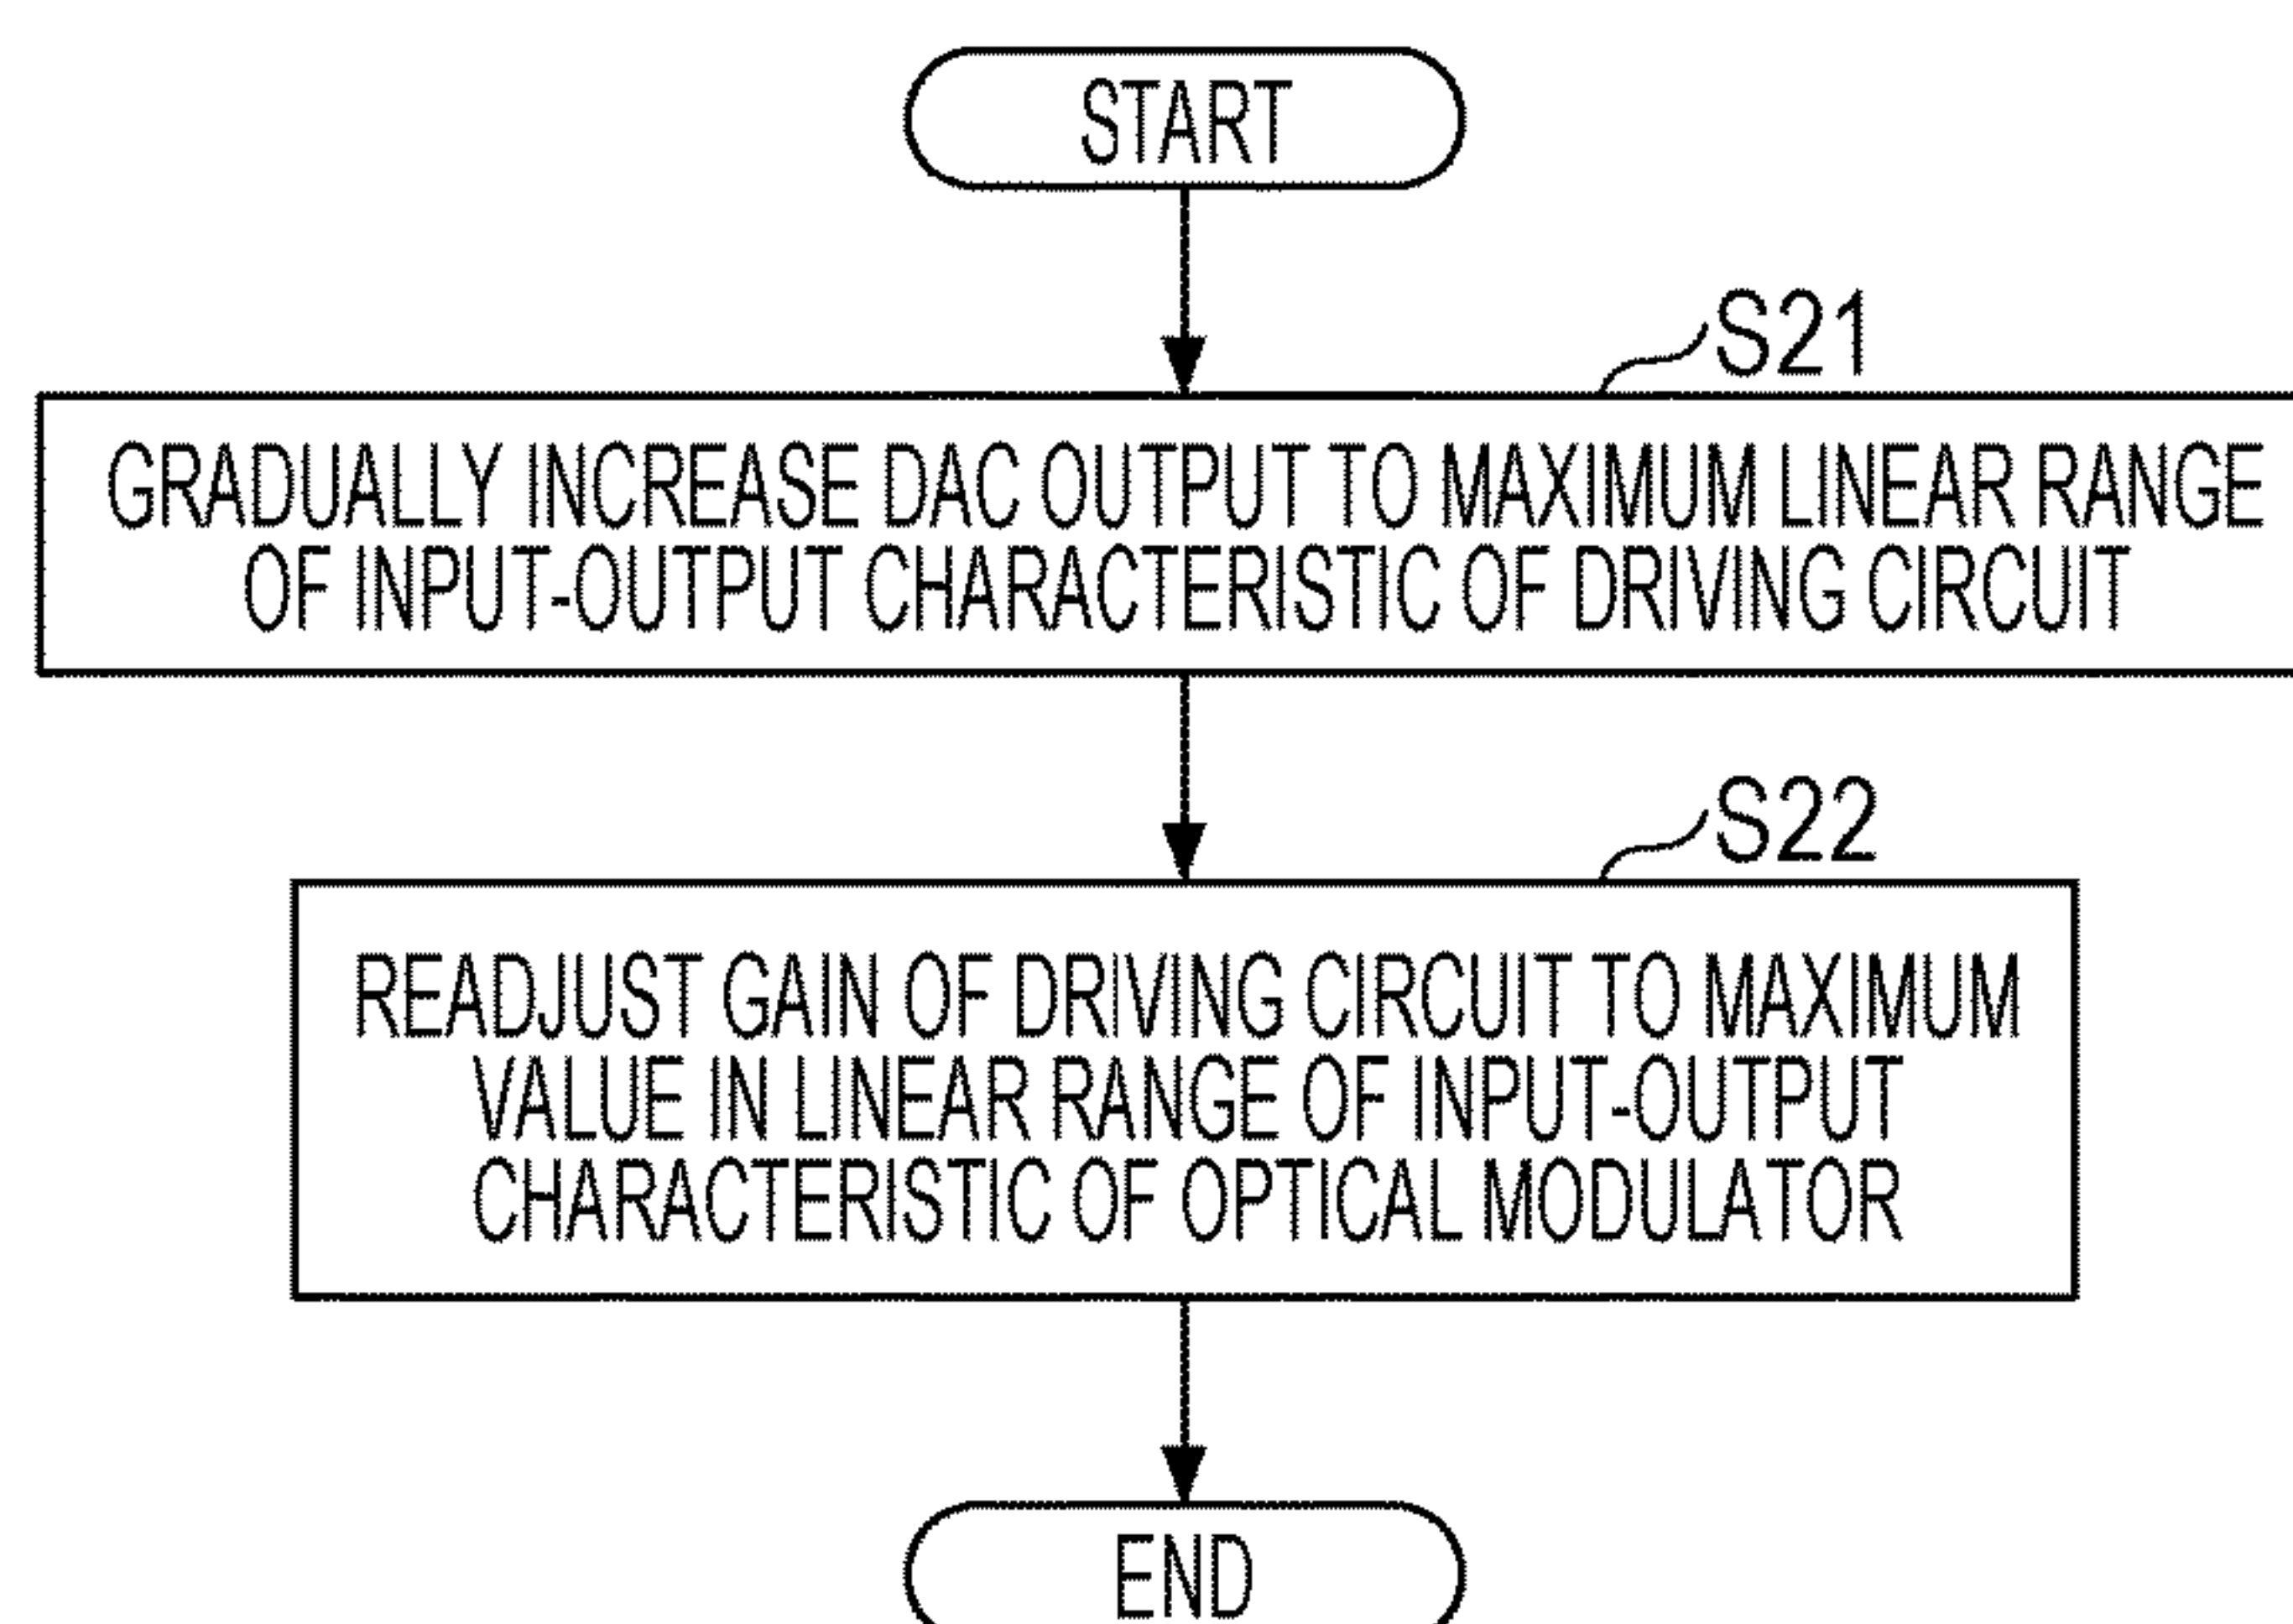 START
S21
GRADUALLY INCREASE DAC OUTPUT TO MAXIMUM LINEAR RANGE
OF INPUT-OUTPUT CHARACTERISTIC OF DRIVING CIRCUIT
S22
READJUST GAIN OF DRIVING CIRCUIT TO MAXIMUM
VALUE IN LINEAR RANGE OF INPUT-OUTPUT
CHARACTERISTIC OF OPTICAL MODULATOR
END